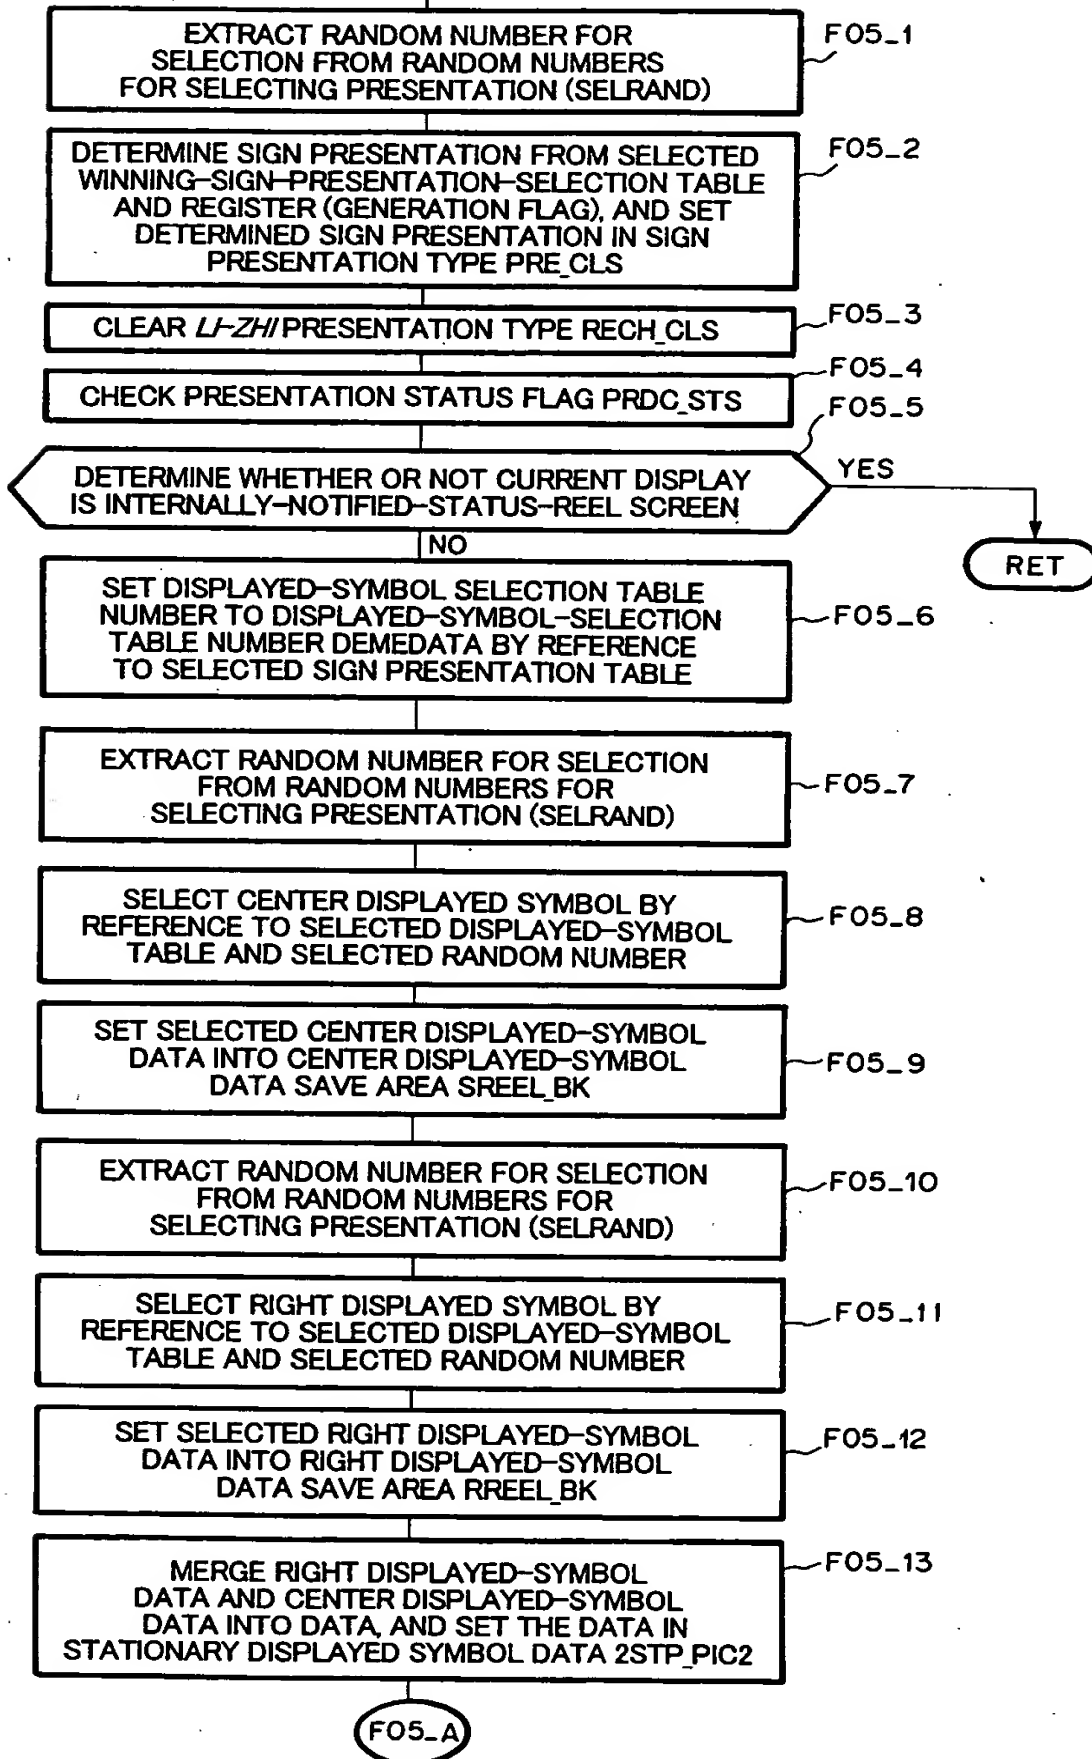 EXTRACT RANDOM NUMBER FOR
SELECTION FROM RANDOM NUMBERS
FOR SELECTING PRESENTATION (SELRAND)
F05_1
DETERMINE SIGN PRESENTATION FROM SELECTED
WINNING-SIGN-PRESENTATION-SELECTION TABLE
AND REGISTER (GENERATION FLAG), AND SET
DETERMINED SIGN PRESENTATION IN SIGN
PRESENTATION TYPE PRE_CLS
F05_2
CLEAR LI-ZHI PRESENTATION TYPE RECH_CLS
F05_3
CHECK PRESENTATION STATUS FLAG PRDC_STS
F05_4
DETERMINE WHETHER OR NOT CURRENT DISPLAY
IS INTERNALLY-NOTIFIED-STATUS-REEL SCREEN
F05_5
YES
RET
NO
SET DISPLAYED-SYMBOL SELECTION TABLE
NUMBER TO DISPLAYED-SYMBOL-SELECTION
TABLE NUMBER DEMEDATA BY REFERENCE
TO SELECTED SIGN PRESENTATION TABLE
F05_6
EXTRACT RANDOM NUMBER FOR SELECTION
FROM RANDOM NUMBERS FOR
SELECTING PRESENTATION (SELRAND)
F05_7
SELECT CENTER DISPLAYED SYMBOL BY
REFERENCE TO SELECTED DISPLAYED-SYMBOL
TABLE AND SELECTED RANDOM NUMBER
F05_8
SET SELECTED CENTER DISPLAYED-SYMBOL
DATA INTO CENTER DISPLAYED-SYMBOL
DATA SAVE AREA SREEL_BK
F05_9
EXTRACT RANDOM NUMBER FOR SELECTION
FROM RANDOM NUMBERS FOR
SELECTING PRESENTATION (SELRAND)
F05_10
SELECT RIGHT DISPLAYED SYMBOL BY
REFERENCE TO SELECTED DISPLAYED-SYMBOL
TABLE AND SELECTED RANDOM NUMBER
F05_11
SET SELECTED RIGHT DISPLAYED-SYMBOL
DATA INTO RIGHT DISPLAYED-SYMBOL
DATA SAVE AREA RREEL_BK
F05_12
MERGE RIGHT DISPLAYED-SYMBOL
DATA AND CENTER DISPLAYED-SYMBOL
DATA INTO DATA, AND SET THE DATA IN
STATIONARY DISPLAYED SYMBOL DATA 2STP_PIC2
F05_13
F05_A